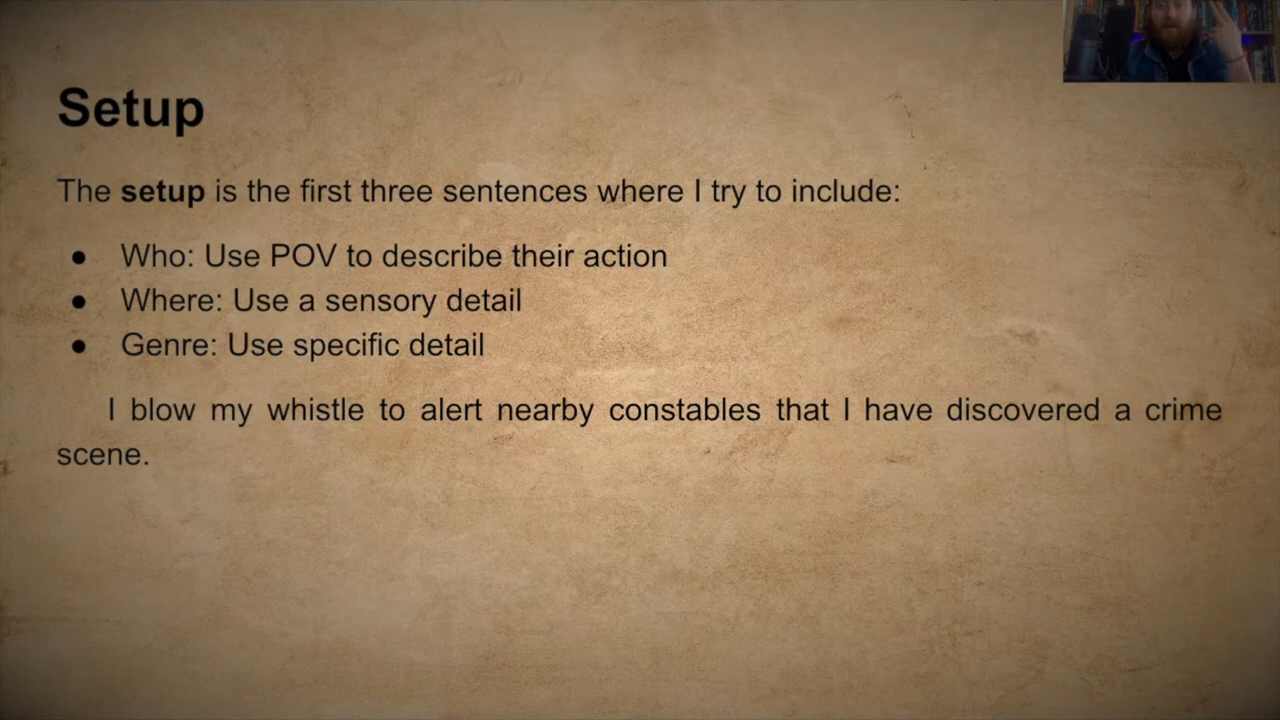 Setup
The setup is the first three sentences where I try to include:
● Who: Use POV to describe their action
● Where: Use a sensory detail
● Genre: Use specific detail
I blow my whistle to alert nearby constables that I have discovered a crime
scene.